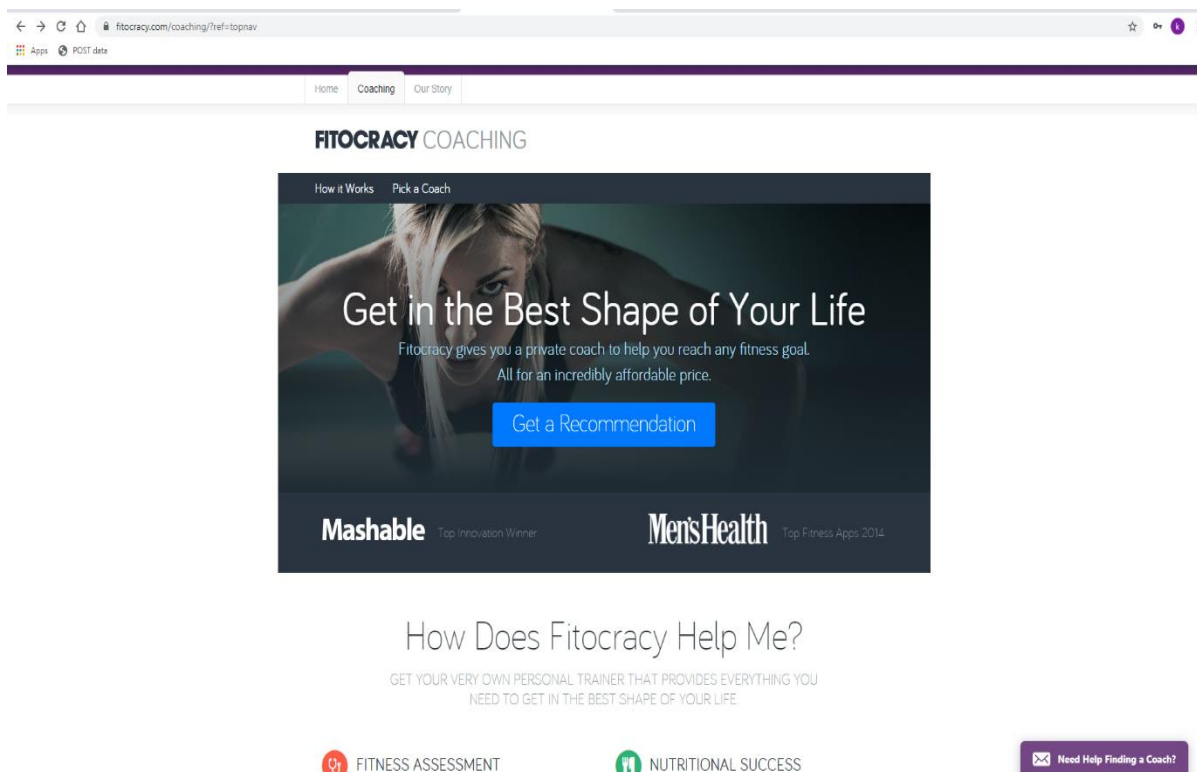 fitocracy.com/coaching/?ref=topnav
k
Apps POST data
Home Coaching Our Story
FITOCRACY COACHING
How it Works Pick a Coach
Get in the Best Shape of Your Life
Fitocracy gives you a private coach to help you reach any fitness goal.
All for an incredibly affordable price.
Get a Recommendation
Mashable Top Innovation Winner Men'sHealth Top Fitness Apps 2014
How Does Fitocracy Help Me?
GET YOUR VERY OWN PERSONAL TRAINER THAT PROVIDES EVERYTHING YOU
NEED TO GET IN THE BEST SHAPE OF YOUR LIFE.
FITNESS ASSESSMENT NUTRITIONAL SUCCESS
Need Help Finding a Coach?